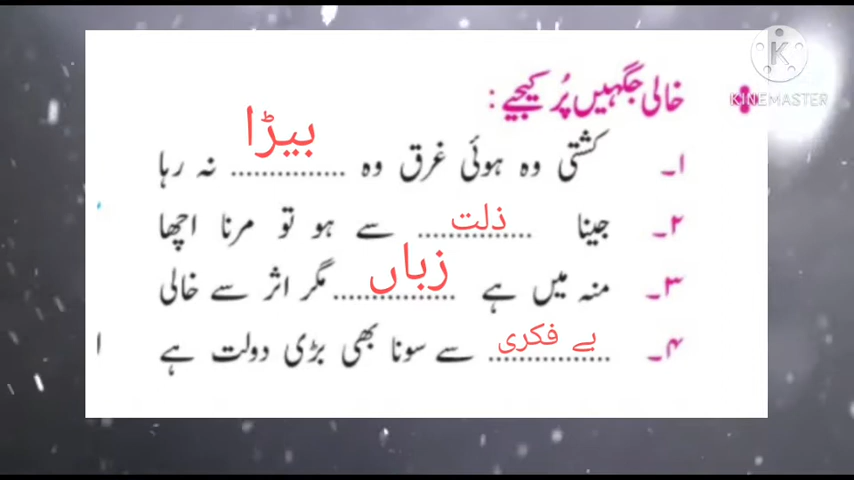 خالی جگہیں پُر کیجیے:
KINEMASTER
۱۔ کشتی وہ ہوئی غرق وہ بیڑا نہ رہا
۲۔ جینا ذلت سے ہو تو مرنا اچھا
۳۔ منہ میں ہے زباں مگر اثر سے خالی
۴۔ بے فکری سے سونا بھی بڑی دولت ہے